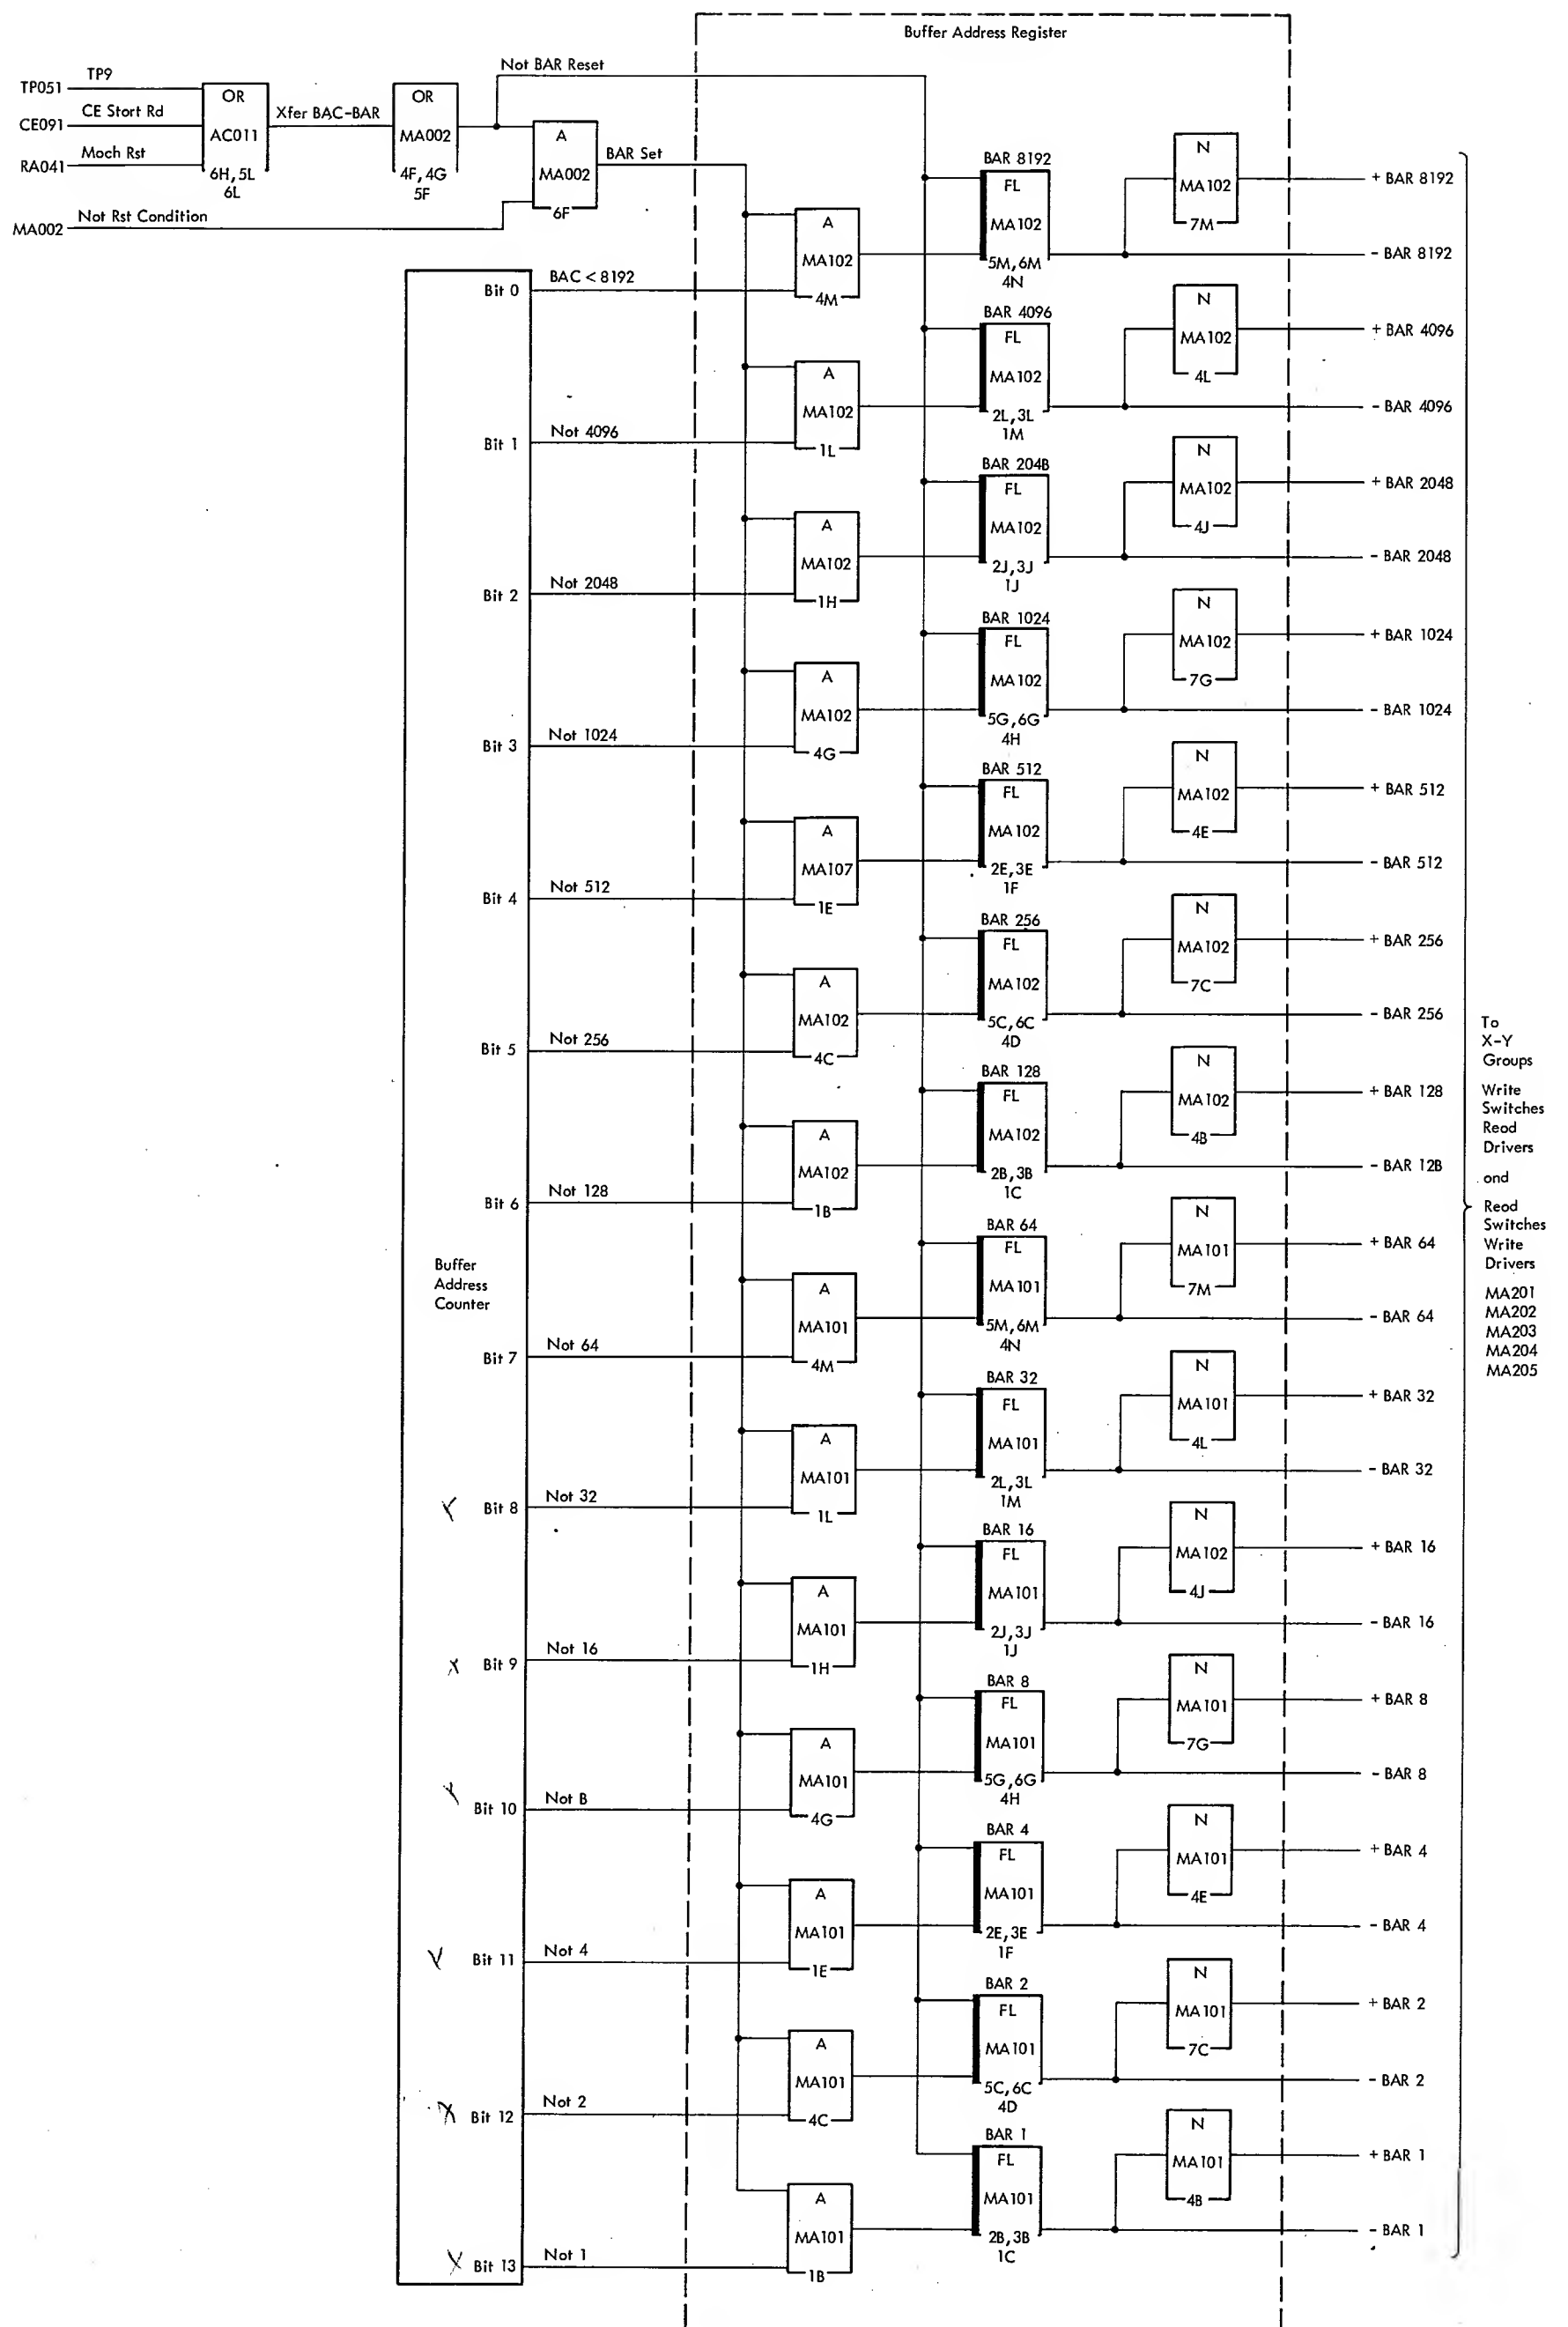 Buffer Address Register
TP051 TP9
CE091 CE Stort Rd
RA041 Moch Rst
OR
AC011
6H, 5L
6L
Xfer BAC-BAR
OR
MA002
4F, 4G
5F
Not BAR Reset
A
MA002
6F
BAR Set
MA002 Not Rst Condition
Buffer
Address
Counter
Bit 0 BAC < 8192
A
MA102
4M
BAR 8192
FL
MA102
5M, 6M
4N
N
MA102
7M
+ BAR 8192
- BAR 8192
Bit 1 Not 4096
A
MA102
1L
BAR 4096
FL
MA102
2L, 3L
1M
N
MA102
4L
+ BAR 4096
- BAR 4096
Bit 2 Not 2048
A
MA102
1H
BAR 204B
FL
MA102
2J, 3J
1J
N
MA102
4J
+ BAR 2048
- BAR 2048
Bit 3 Not 1024
A
MA102
4G
BAR 1024
FL
MA102
5G, 6G
4H
N
MA102
7G
+ BAR 1024
- BAR 1024
Bit 4 Not 512
A
MA107
1E
BAR 512
FL
MA102
2E, 3E
1F
N
MA102
4E
+ BAR 512
- BAR 512
Bit 5 Not 256
A
MA102
4C
BAR 256
FL
MA102
5C, 6C
4D
N
MA102
7C
+ BAR 256
- BAR 256
Bit 6 Not 128
A
MA102
1B
BAR 128
FL
MA102
2B, 3B
1C
N
MA102
4B
+ BAR 128
- BAR 12B
Bit 7 Not 64
A
MA101
4M
BAR 64
FL
MA101
5M, 6M
4N
N
MA101
7M
+ BAR 64
- BAR 64
Y Bit 8 Not 32
A
MA101
1L
BAR 32
FL
MA101
2L, 3L
1M
N
MA101
4L
+ BAR 32
- BAR 32
X Bit 9 Not 16
A
MA101
1H
BAR 16
FL
MA101
2J, 3J
1J
N
MA102
4J
+ BAR 16
- BAR 16
Y Bit 10 Not B
A
MA101
4G
BAR 8
FL
MA101
5G, 6G
4H
N
MA101
7G
+ BAR 8
- BAR 8
Y Bit 11 Not 4
A
MA101
1E
BAR 4
FL
MA101
2E, 3E
1F
N
MA101
4E
+ BAR 4
- BAR 4
X Bit 12 Not 2
A
MA101
4C
BAR 2
FL
MA101
5C, 6C
4D
N
MA101
7C
+ BAR 2
- BAR 2
X Bit 13 Not 1
A
MA101
1B
BAR 1
FL
MA101
2B, 3B
1C
N
MA101
4B
+ BAR 1
- BAR 1
To
X-Y
Groups
Write
Switches
Reod
Drivers
ond
Reod
Switches
Write
Drivers
MA201
MA202
MA203
MA204
MA205